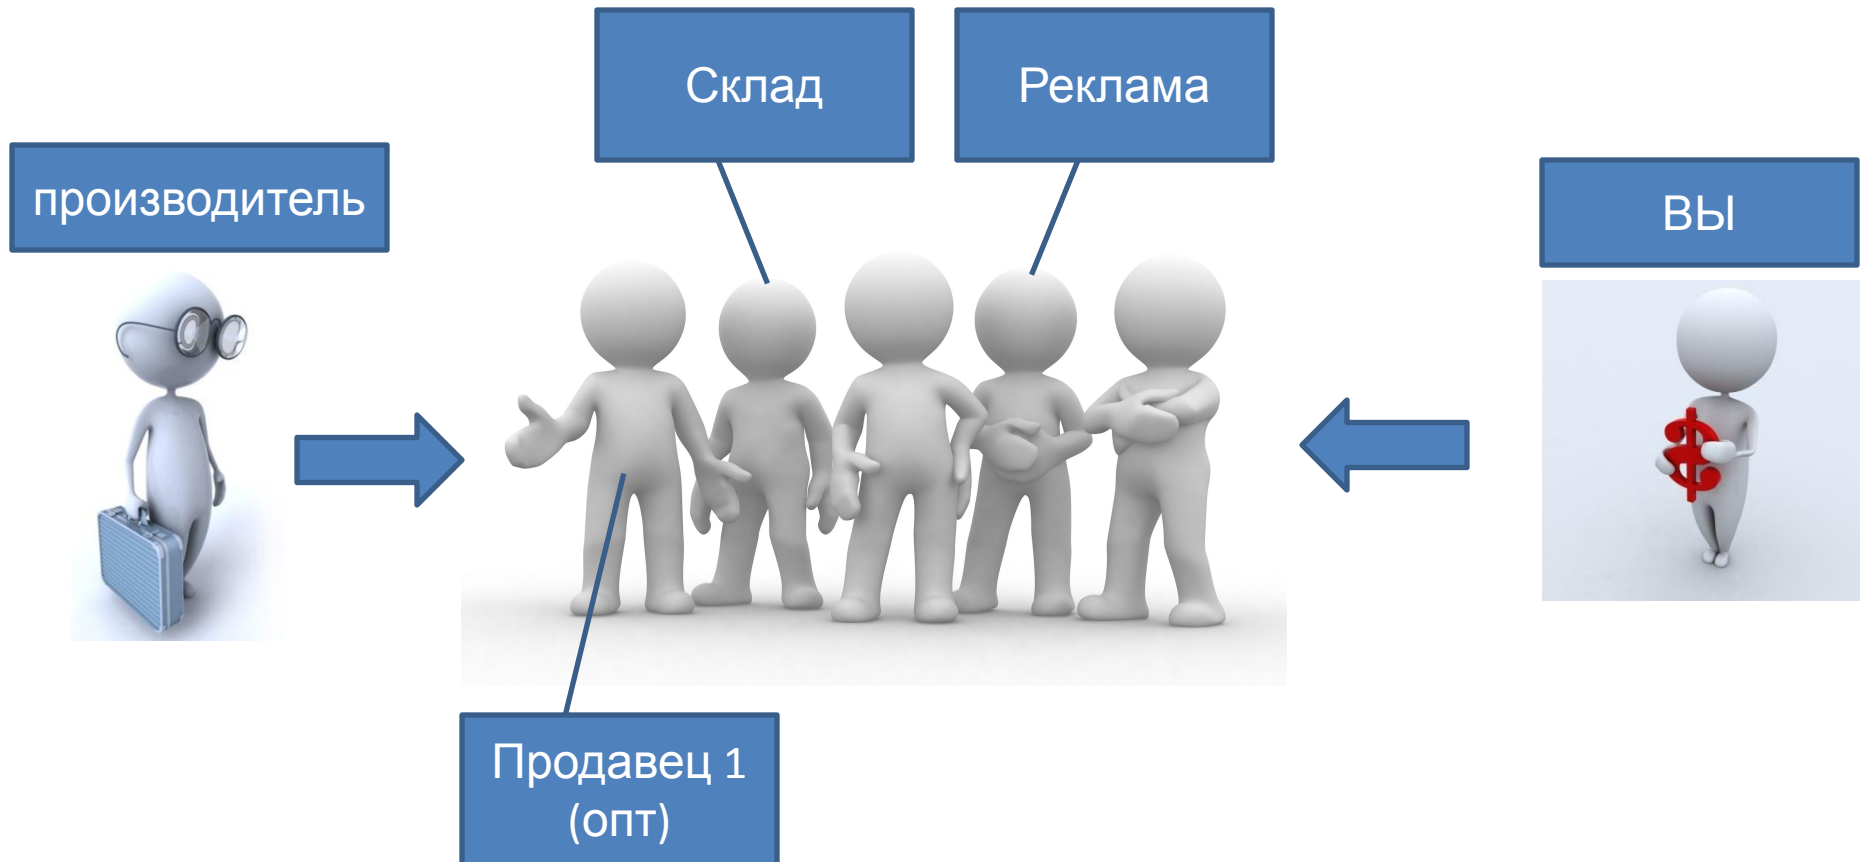 Склад
Реклама
производитель
ВЫ
Продавец 1
(опт)